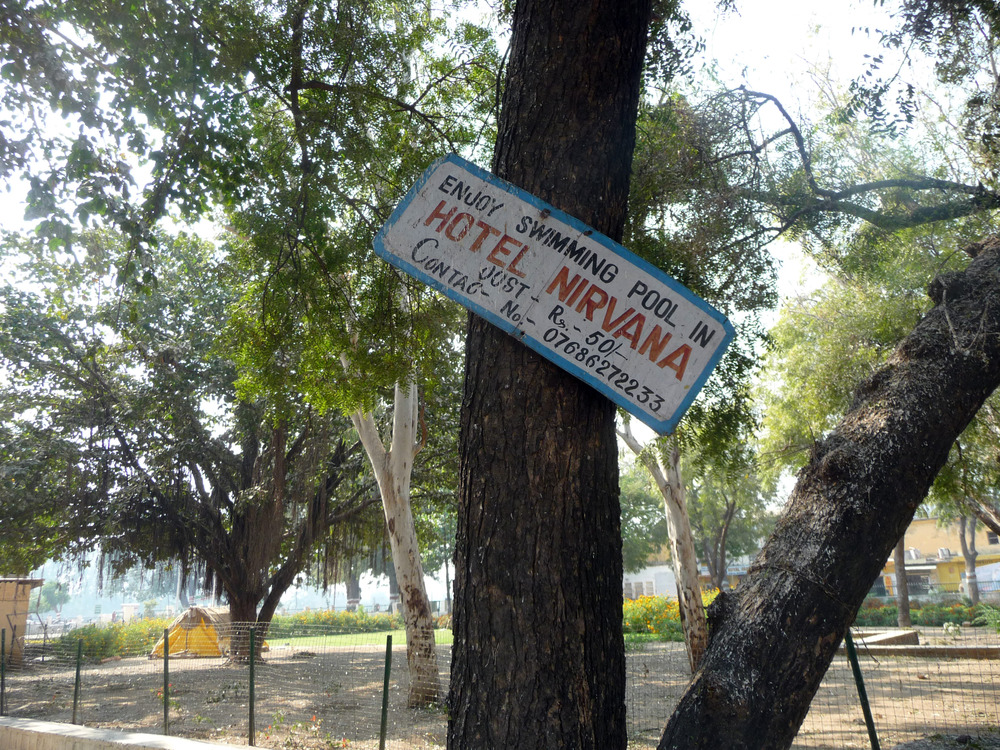 ENJOY SWIMMING POOL IN
HOTEL NIRVANA
JUST- Rs.- 50/-
CONTAC- No.- 07686272233